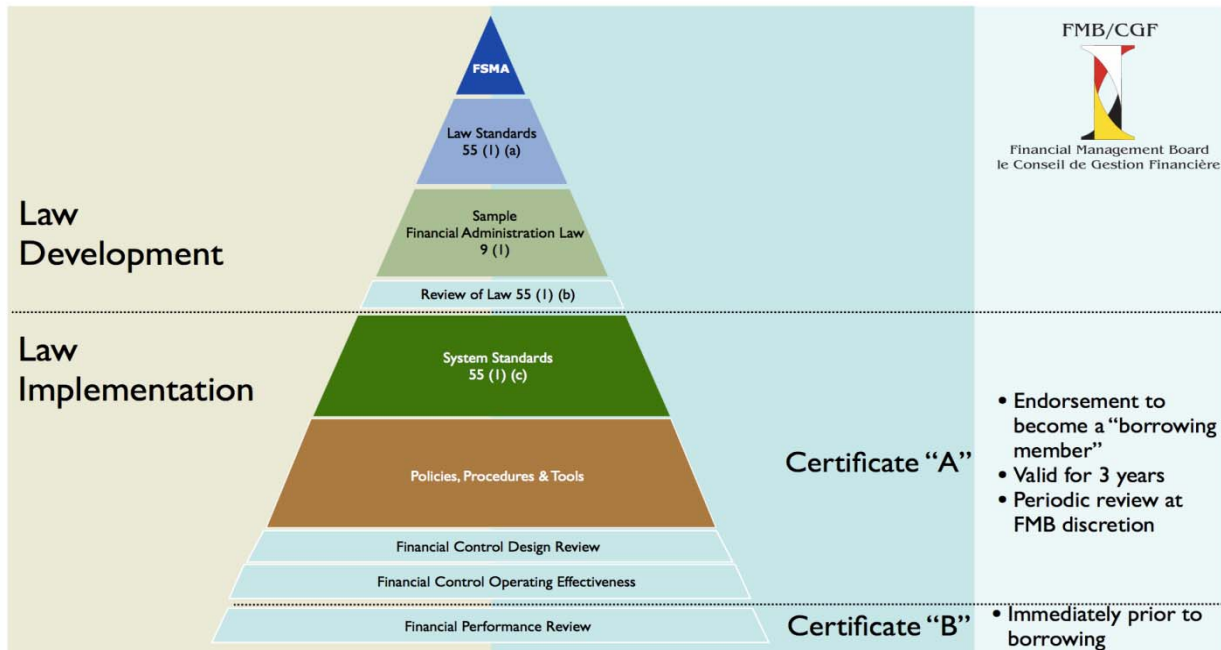 FMB/CGF
Financial Management Board
le Conseil de Gestion Financière
FSMA
Law Standards
55 (1) (a)
Law
Development
Sample
Financial Administration Law
9 (1)
Review of Law 55 (1) (b)
Law
Implementation
System Standards
55 (1) (c)
Policies, Procedures & Tools
Financial Control Design Review
Financial Control Operating Effectiveness
Certificate “A”
• Endorsement to
become a “borrowing
member”
• Valid for 3 years
• Periodic review at
FMB discretion
Financial Performance Review
Certificate “B”
• Immediately prior to
borrowing